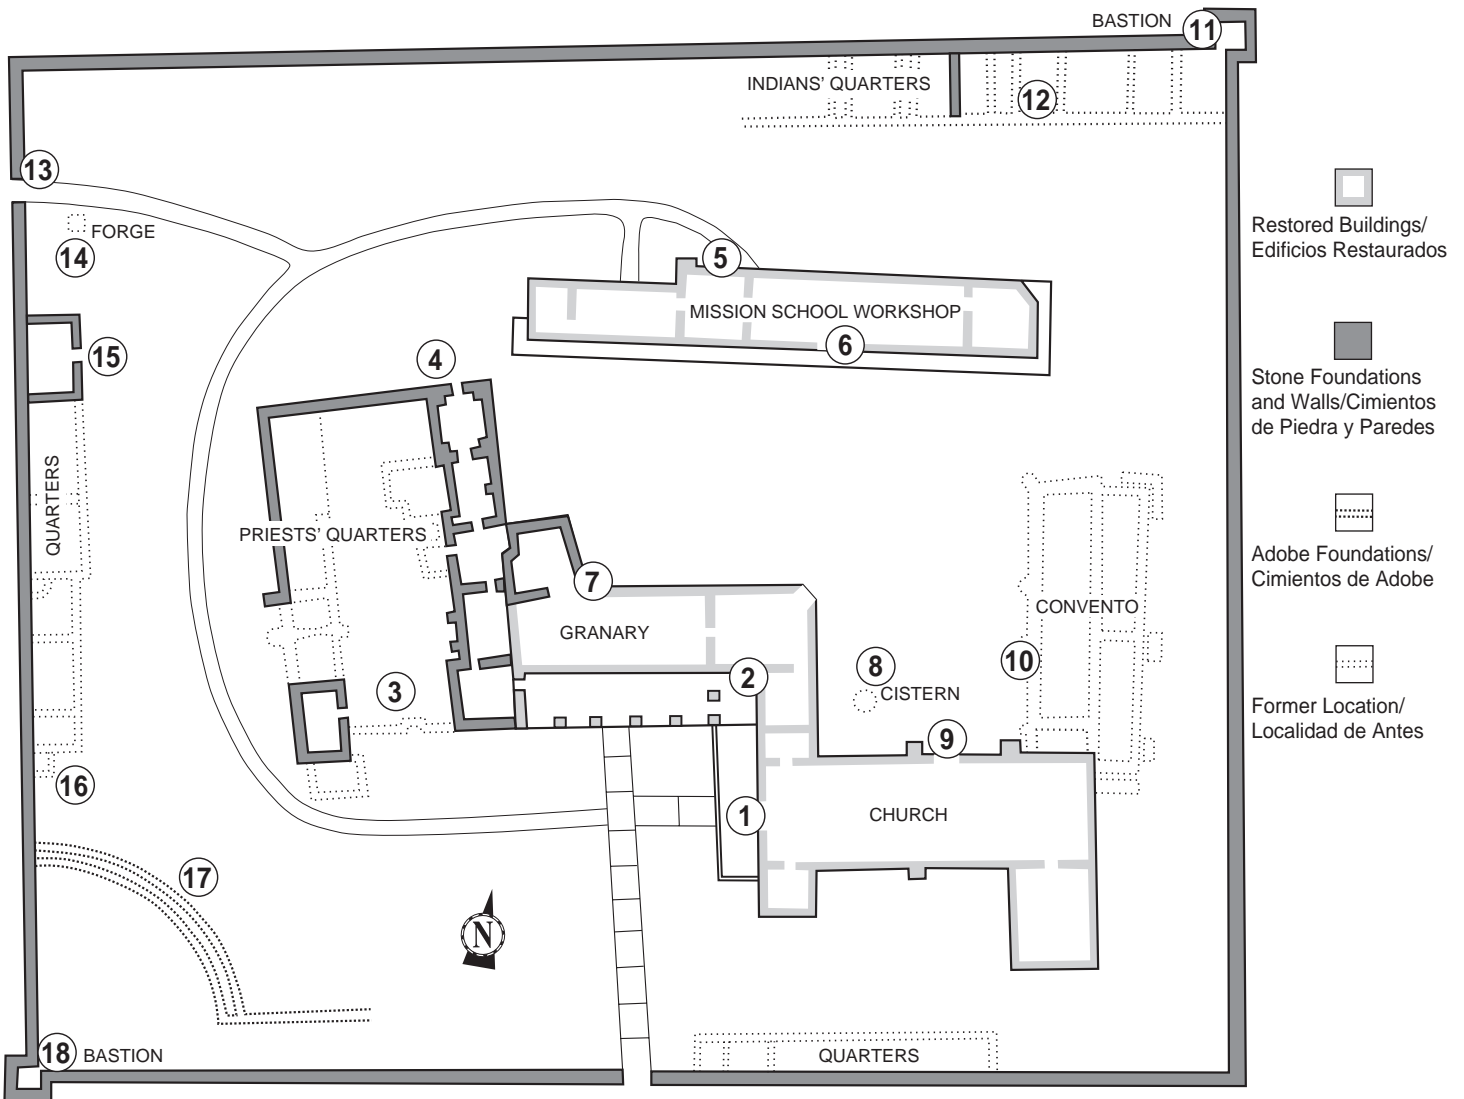 BASTION
11
INDIANS' QUARTERS
12
13
FORGE
14
5
MISSION SCHOOL WORKSHOP
6
15
4
QUARTERS
PRIESTS' QUARTERS
7
GRANARY
CONVENTO
10
8
CISTERN
2
3
9
16
1
CHURCH
17
N
18
BASTION
QUARTERS
Restored Buildings/
Edificios Restaurados
Stone Foundations
and Walls/Cimientos
de Piedra y Paredes
Adobe Foundations/
Cimientos de Adobe
Former Location/
Localidad de Antes